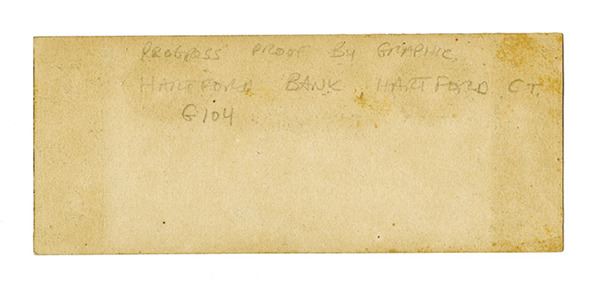 PROGRESS PROOF BY GRAPHIC,
HARTFORD BANK, HARTFORD CT.
G104